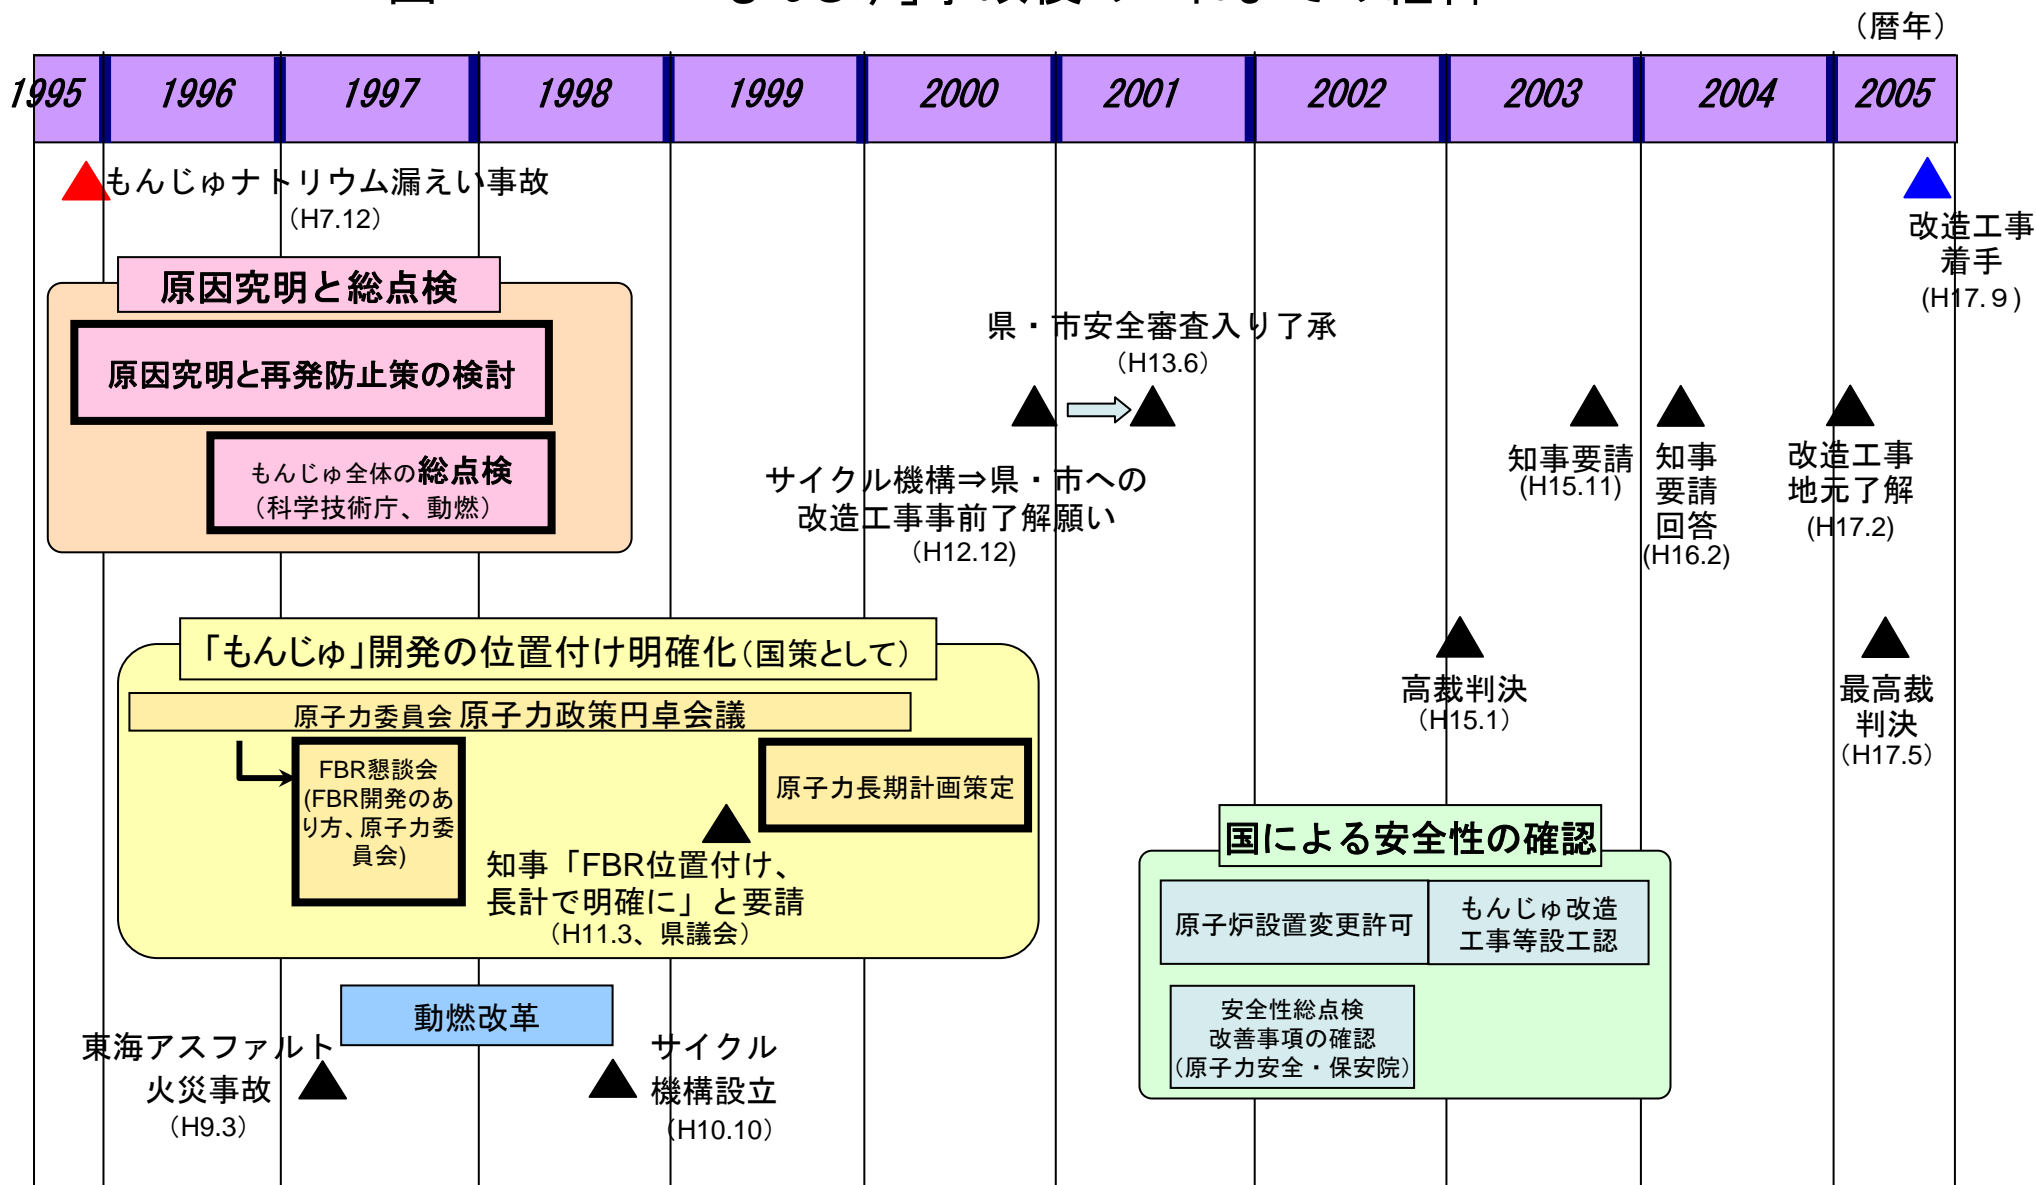 （暦年）
1995 1996 1997 1998 1999 2000 2001 2002 2003 2004 2005
もんじゅナトリウム漏えい事故
（H7.12）
改造工事
着手
(H17.９)
原因究明と総点検
原因究明と再発防止策の検討
もんじゅ全体の総点検
（科学技術庁、動燃）
県・市安全審査入り了承
（H13.6）
サイクル機構⇒県・市への
改造工事事前了解願い
（H12.12)
知事要請
(H15.11)
知事
要請
回答
(H16.2)
改造工事
地元了解
(H17.2)
「もんじゅ」開発の位置付け明確化（国策として）
原子力委員会 原子力政策円卓会議
FBR懇談会
(FBR開発のあ
り方、原子力委
員会)
原子力長期計画策定
知事「FBR位置付け、
長計で明確に」と要請
（H11.3、県議会）
高裁判決
（H15.1）
最高裁
判決
（H17.5）
国による安全性の確認
原子炉設置変更許可
もんじゅ改造
工事等設工認
安全性総点検
改善事項の確認
（原子力安全・保安院）
動燃改革
東海アスファルト
火災事故
（H9.3）
サイクル
機構設立
（H10.10）